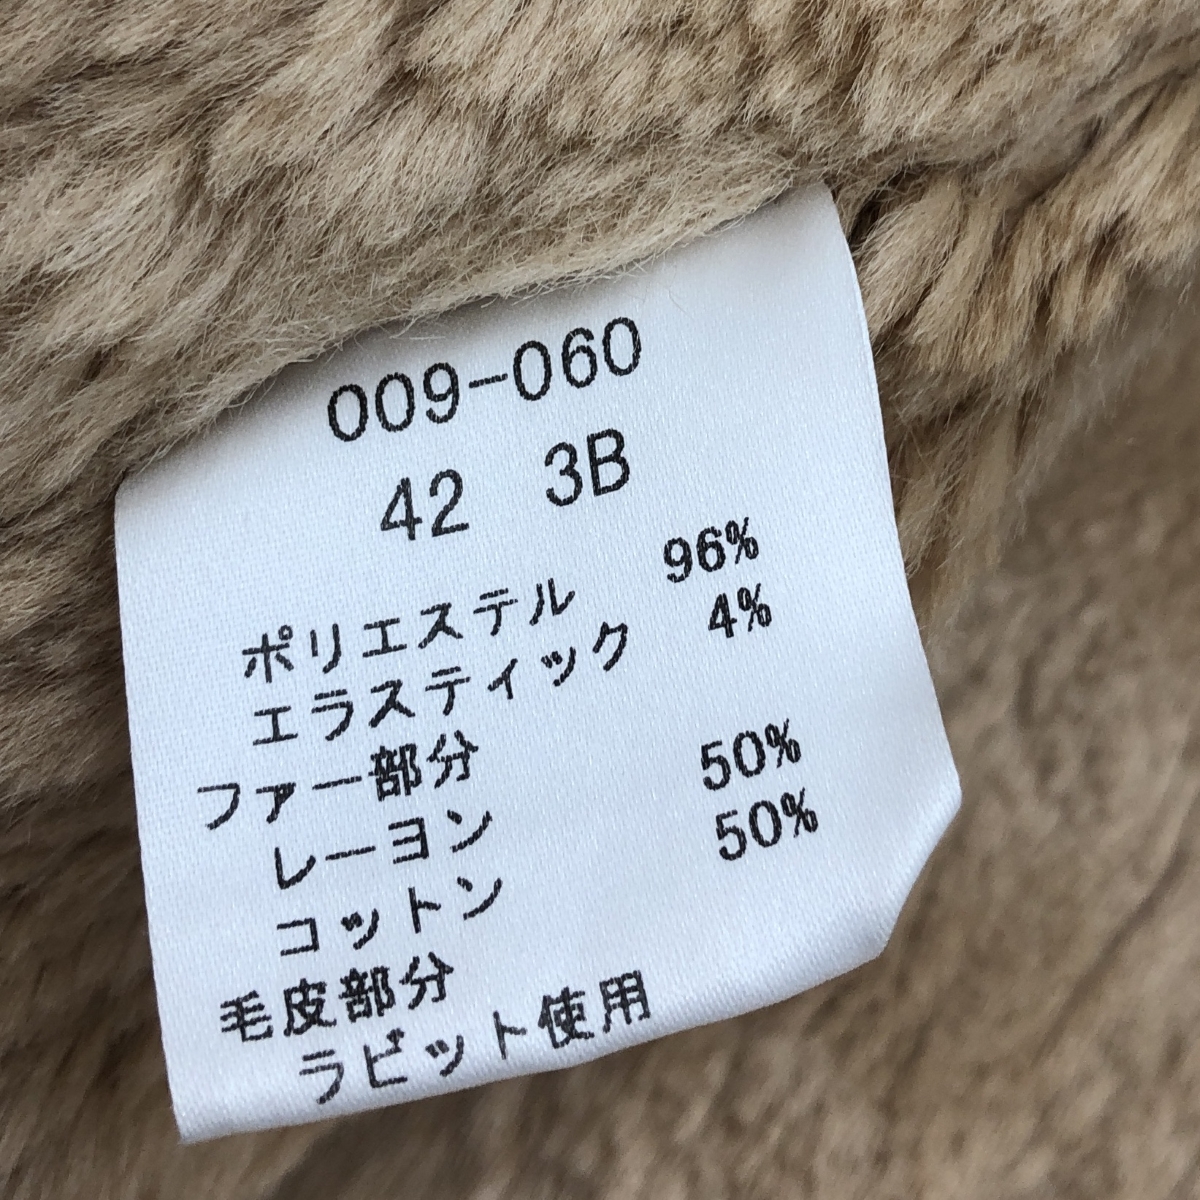 009-060
42 3B
ポリエステル 96%
エラスティック 4%
ファー部分
レーヨン 50%
コットン 50%
毛皮部分
ラビット使用